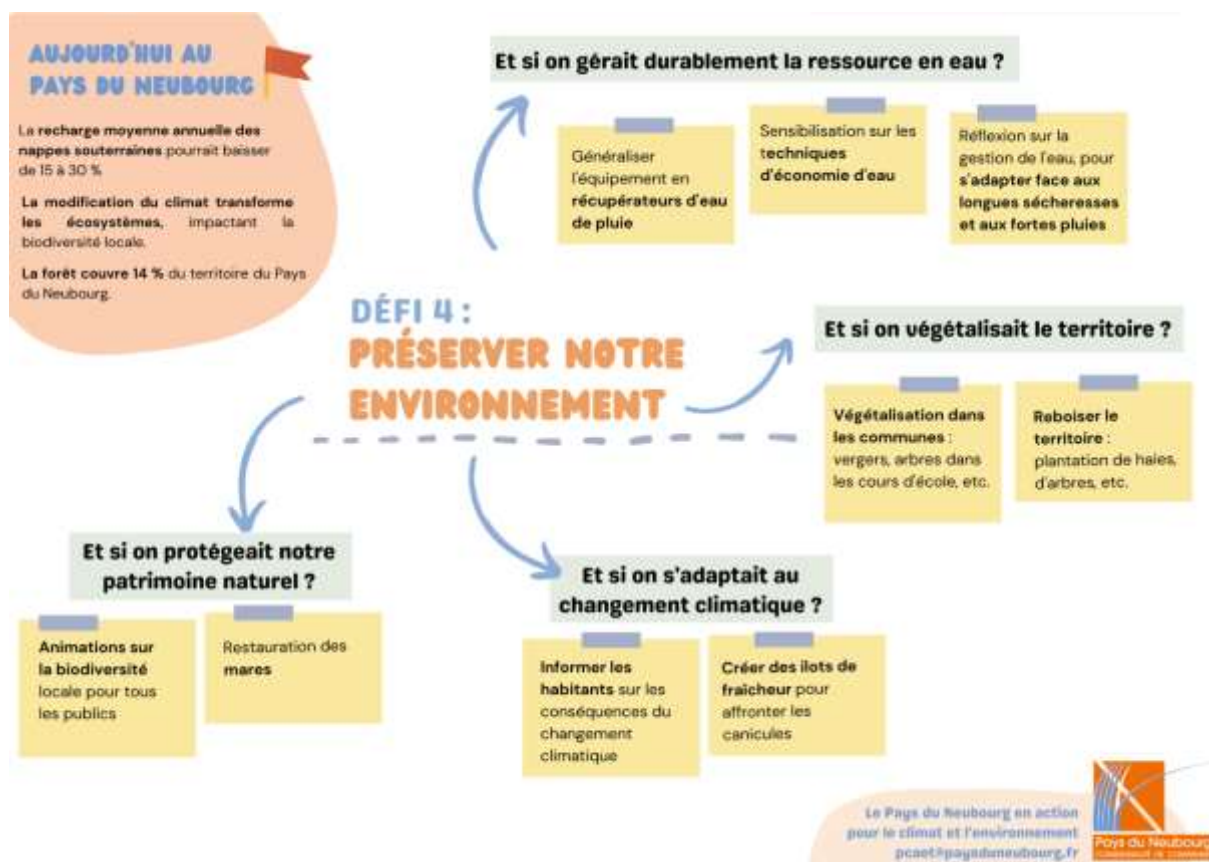 AUJOURD'HUI AU
PAYS DU NEUBOURG
La recharge moyenne annuelle des
nappes souterraines pourrait baisser
de 15 à 30 %
La modification du climat transforme
les écosystèmes, impactant la
biodiversité locale.
La forêt couvre 14 % du territoire du Pays
du Neubourg.
Et si on gérait durablement la ressource en eau ?
Généraliser
l'équipement en
récupérateurs d'eau
de pluie
Sensibilisation sur les
techniques
d'économie d'eau
Réflexion sur la
gestion de l'eau, pour
s'adapter face aux
longues sécheresses
et aux fortes pluies
DÉFI 4 :
PRÉSERVER NOTRE
ENVIRONNEMENT
Et si on végétalisait le territoire ?
Végétalisation dans
les communes :
vergers, arbres dans
les cours d'école, etc.
Reboiser le
territoire :
plantation de haies,
d'arbres, etc.
Et si on protégeait notre
patrimoine naturel ?
Animations sur
la biodiversité
locale pour tous
les publics
Restauration des
mares
Et si on s'adaptait au
changement climatique ?
Informer les
habitants sur les
conséquences du
changement
climatique
Créer des îlots de
fraîcheur pour
affronter les
canicules
Le Pays du Neubourg en action
pour le climat et l'environnement
pcaet@paysduneubourg.fr
Pays du Neubourg
COMMUNAUTÉ DE COMMUNES